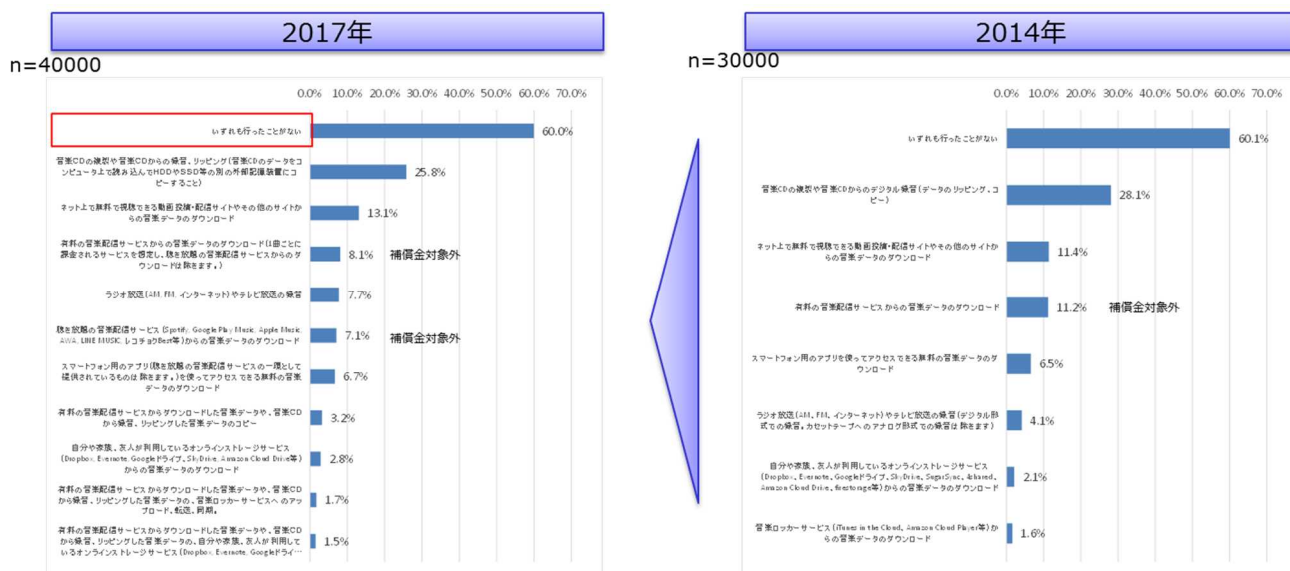 2017年
n=40000
0.0% 10.0% 20.0% 30.0% 40.0% 50.0% 60.0% 70.0%
いずれも行ったことがない
60.0%
音楽CDの複製や音楽CDからの録音、リッピング(音楽CDのデータをコ
ンピュータ上で読み込んでHDDやSSD等の別の外部記憶装置にコ
ピーすること)
25.8%
ネット上で無料で視聴できる動画投稿・配信サイトやその他のサイトか
らの音楽データのダウンロード
13.1%
有料の音楽配信サービスからの音楽データのダウンロード(1曲ごとに
課金されるサービスを想定し、聴き放題の音楽配信サービスからのダ
ウンロードは除きます。)
8.1% 補償金対象外
ラジオ放送(AM、FM、インターネット)やテレビ放送の録音
7.7%
聴き放題の音楽配信サービス(Spotify、Google Play Music、Apple Music、
AWA、LINE MUSIC、レコチョクBest等)からの音楽データのダウンロード
7.1% 補償金対象外
スマートフォン用のアプリ(聴き放題の音楽配信サービスの一環として
提供されているものは除きます。)を使ってアクセスできる無料の音楽
データのダウンロード
6.7%
有料の音楽配信サービスからダウンロードした音楽データや、音楽CD
から録音、リッピングした音楽データのコピー
3.2%
自分や家族、友人が利用しているオンラインストレージサービス
(Dropbox、Evernote、Googleドライブ、SkyDrive、Amazon Cloud Drive等)
からの音楽データのダウンロード
2.8%
有料の音楽配信サービスからダウンロードした音楽データや、音楽CD
から録音、リッピングした音楽データの、音楽ロッカーサービスへのアッ
プロード、転送、同期。
1.7%
有料の音楽配信サービスからダウンロードした音楽データや、音楽CD
から録音、リッピングした音楽データの、自分や家族、友人が利用して
いるオンラインストレージサービス(Dropbox、Evernote、Googleドライ…
1.5%
2014年
n=30000
0.0% 10.0% 20.0% 30.0% 40.0% 50.0% 60.0% 70.0%
いずれも行ったことがない
60.1%
音楽CDの複製や音楽CDからのデジタル録音(データのリッピング、コ
ピー)
28.1%
ネット上で無料で視聴できる動画投稿・配信サイトやその他のサイトか
らの音楽データのダウンロード
11.4%
有料の音楽配信サービスからの音楽データのダウンロード
11.2% 補償金対象外
スマートフォン用のアプリを使ってアクセスできる無料の音楽データのダ
ウンロード
6.5%
ラジオ放送(AM、FM、インターネット)やテレビ放送の録音(デジタル形
式での録音。カセットテープへのアナログ形式での録音は除きます)
4.1%
自分や家族、友人が利用しているオンラインストレージサービス
(Dropbox、Evernote、Googleドライブ、SkyDrive、SugarSync、4shared、
Amazon Cloud Drive、firestorage等)からの音楽データのダウンロード
2.1%
音楽ロッカーサービス(iTunes in the Cloud、Amazon Cloud Player等)か
らの音楽データのダウンロード
1.6%